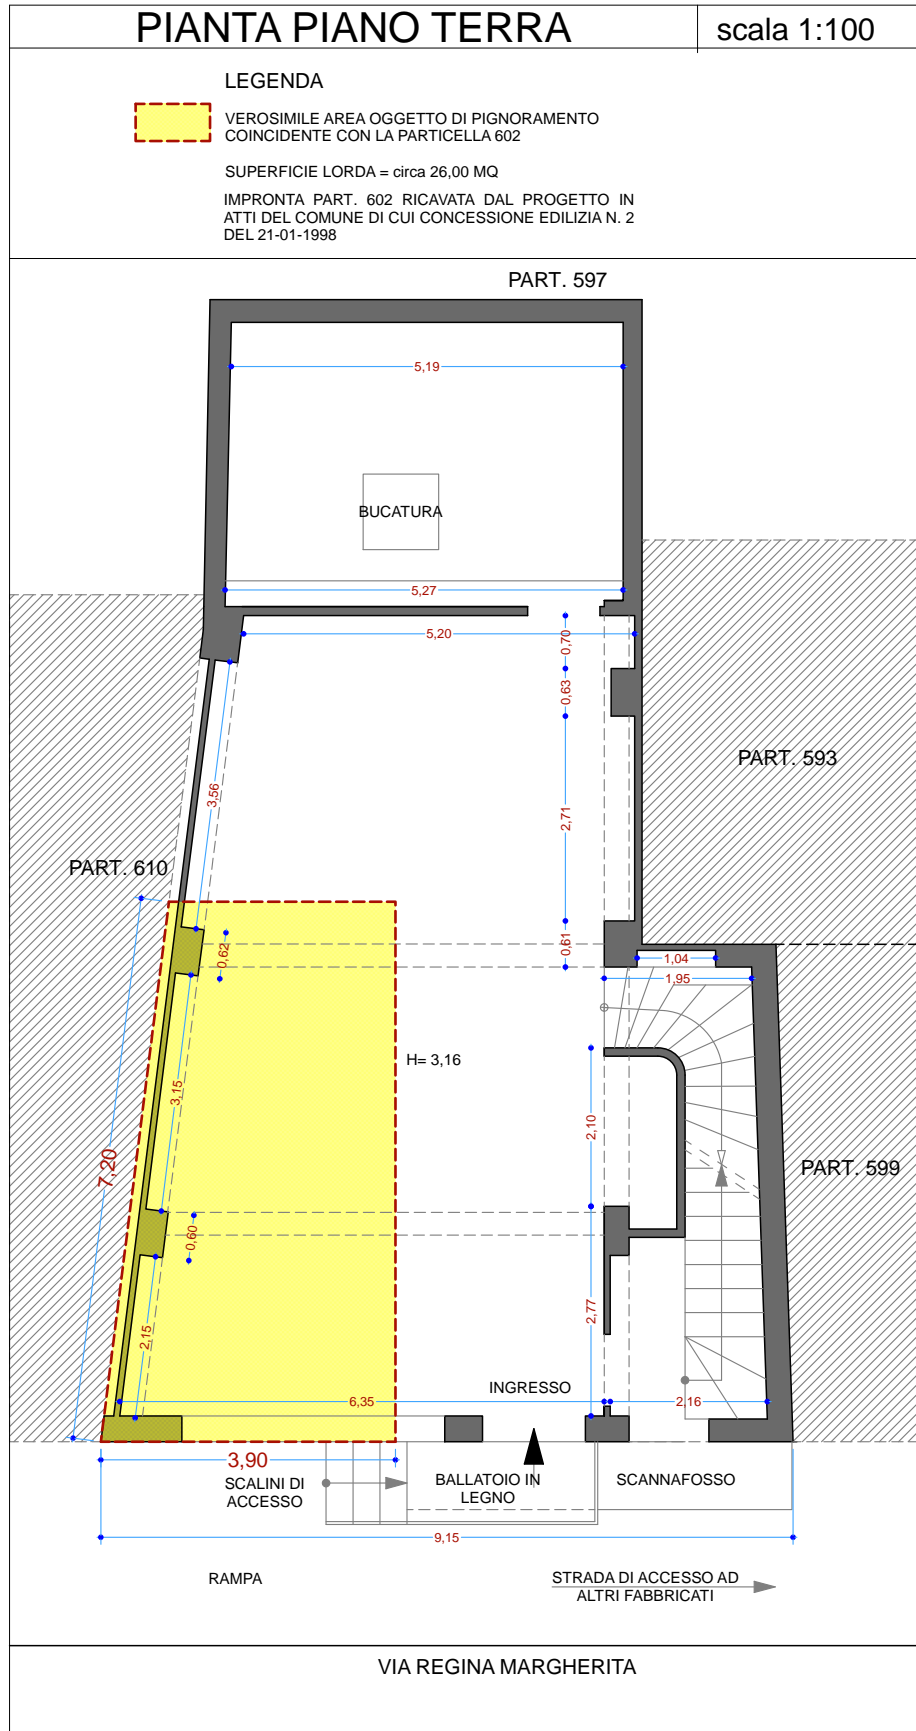 PIANTA PIANO TERRA
scala 1:100
LEGENDA
VEROSIMILE AREA OGGETTO DI PIGNORAMENTO
COINCIDENTE CON LA PARTICELLA 602
SUPERFICIE LORDA = circa 26,00 MQ
IMPRONTA PART. 602 RICAVATA DAL PROGETTO IN
ATTI DEL COMUNE DI CUI CONCESSIONE EDILIZIA N. 2
DEL 21-01-1998
PART. 597
5,19
BUCATURA
5,27
5,20
0,70
0,63
3,56
2,71
PART. 593
PART. 610
0,62
0,61
1,04
1,95
H= 3,16
3,15
2,10
7,20
PART. 599
0,60
2,15
2,77
INGRESSO
6,35
2,16
3,90
SCALINI DI
ACCESSO
BALLATOIO IN
LEGNO
SCANNAFOSSO
9,15
RAMPA
STRADA DI ACCESSO AD
ALTRI FABBRICATI
VIA REGINA MARGHERITA